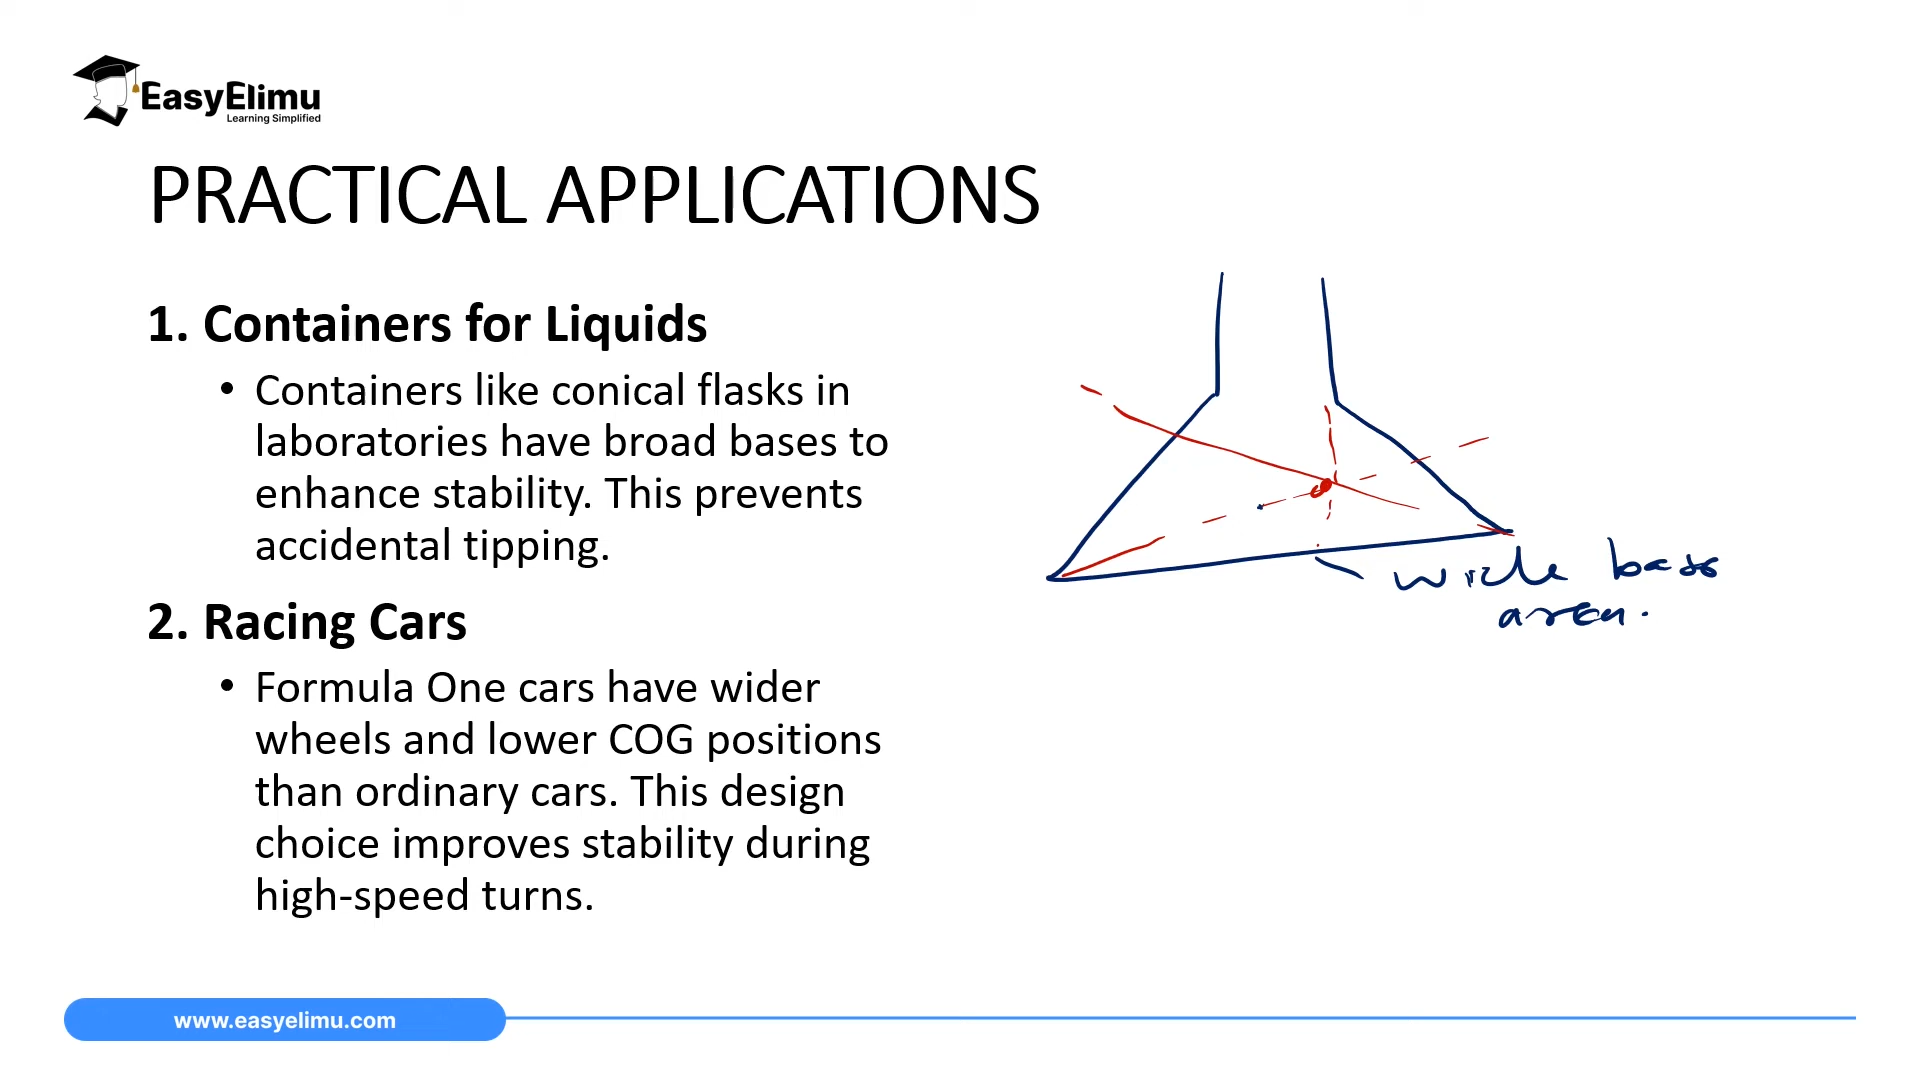 EasyElimu
Learning Simplified
PRACTICAL APPLICATIONS
1. Containers for Liquids
• Containers like conical flasks in
laboratories have broad bases to
enhance stability. This prevents
accidental tipping.
2. Racing Cars
• Formula One cars have wider
wheels and lower COG positions
than ordinary cars. This design
choice improves stability during
high-speed turns.
wide base
area.
www.easyelimu.com